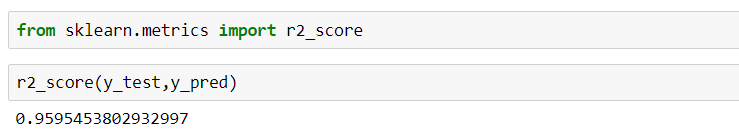 from sklearn.metrics import r2_score
r2_score(y_test,y_pred)
0.9595453802932997